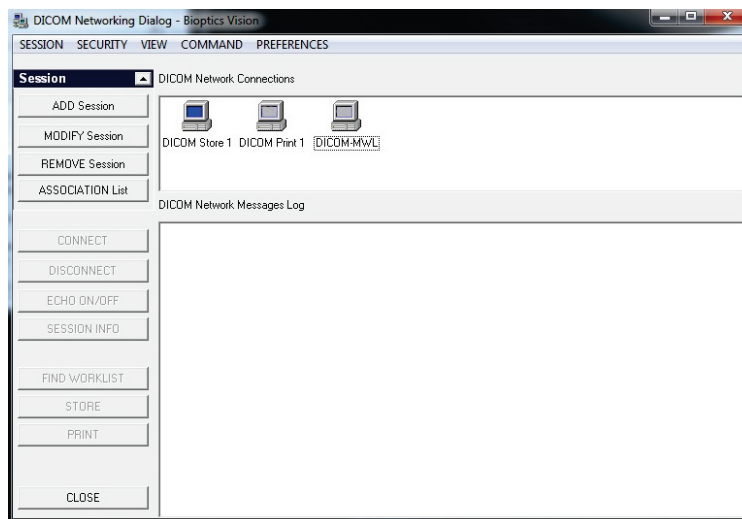 DICOM Networking Dialog - Bioptics Vision
SESSION SECURITY VIEW COMMAND PREFERENCES
Session
DICOM Network Connections
ADD Session
MODIFY Session
REMOVE Session
ASSOCIATION List
DICOM Store 1 DICOM Print 1 DICOM-MWL
DICOM Network Messages Log
CONNECT
DISCONNECT
ECHO ON/OFF
SESSION INFO
FIND WORKLIST
STORE
PRINT
CLOSE